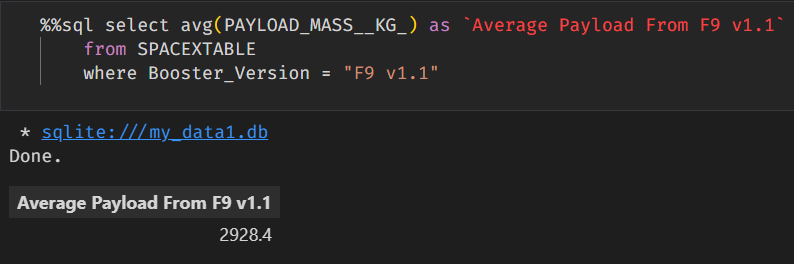 %%sql select avg(PAYLOAD_MASS__KG_) as `Average Payload From F9 v1.1`
from SPACEXTABLE
where Booster_Version = "F9 v1.1"
* sqlite:///my_data1.db
Done.
Average Payload From F9 v1.1
2928.4